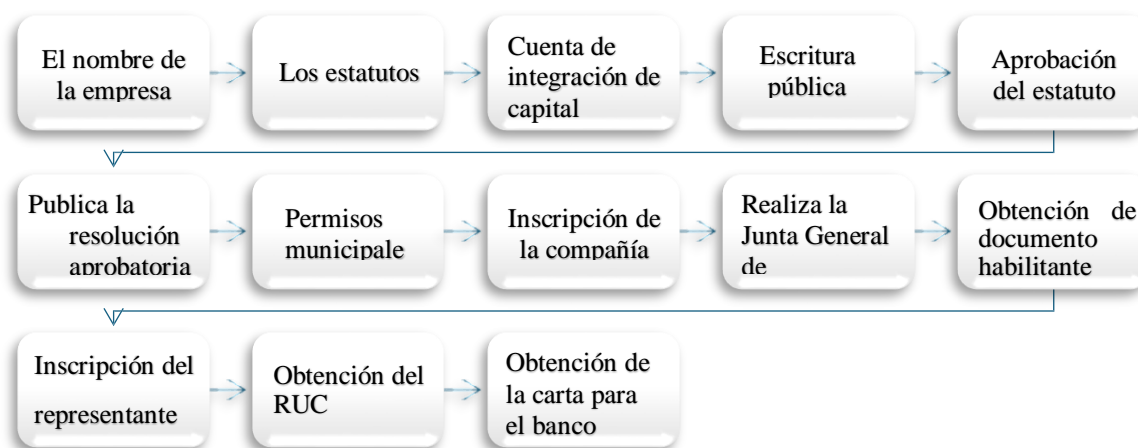 El nombre de
la empresa
Los estatutos
Cuenta de
integración de
capital
Escritura
pública
Aprobación
del estatuto
Publica la
resolución
aprobatoria
Permisos
municipale
Inscripción de
la compañía
Realiza la
Junta General
de
Obtención de
documento
habilitante
Inscripción del
representante
Obtención del
RUC
Obtención de
la carta para
el banco